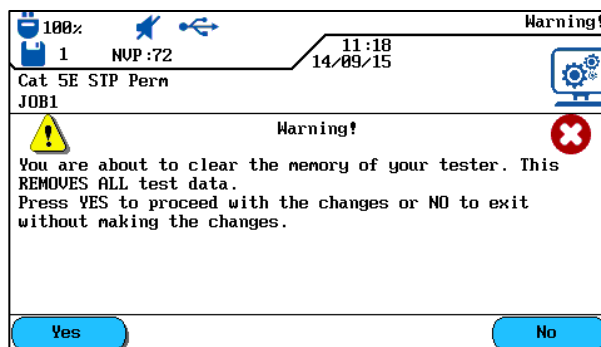 100% Warning!
1 NVP:72 11:18
14/09/15
Cat 5E STP Perm
JOB1
Warning!
You are about to clear the memory of your tester. This
REMOVES ALL test data.
Press YES to proceed with the changes or NO to exit
without making the changes.
Yes No